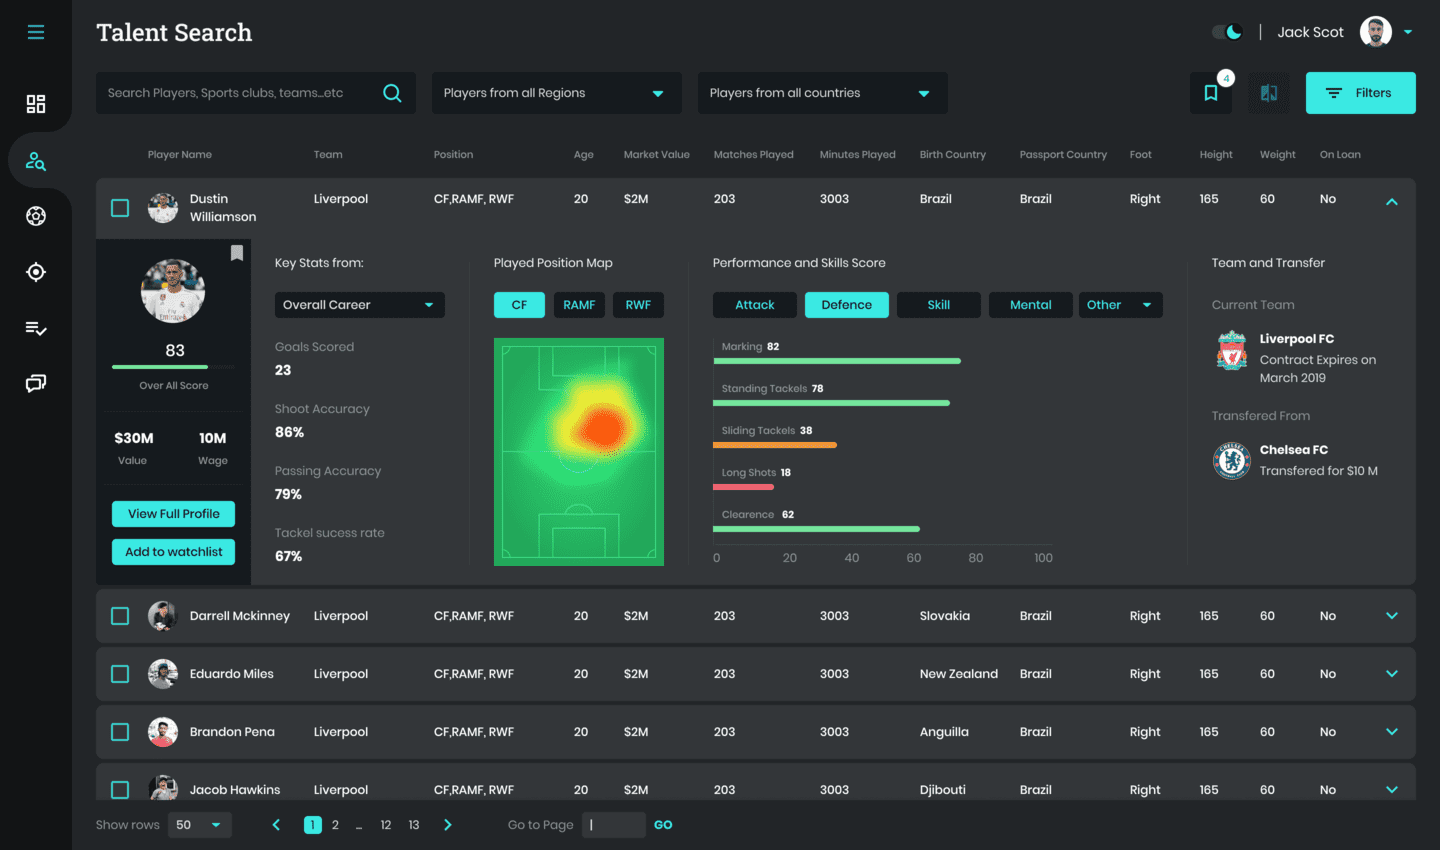 Talent Search
Jack Scot
Search Players, Sports clubs, teams...etc
Players from all Regions
Players from all countries
4
Filters
Player Name Team Position Age Market Value Matches Played Minutes Played Birth Country Passport Country Foot Height Weight On Loan
Dustin
Williamson
Liverpool CF,RAMF, RWF 20 $2M 203 3003 Brazil Brazil Right 165 60 No
83
Over All Score
$30M 10M
Value Wage
View Full Profile
Add to watchlist
Key Stats from:
Overall Career
Goals Scored
23
Shoot Accuracy
86%
Passing Accuracy
79%
Tackel sucess rate
67%
Played Position Map
CF RAMF RWF
Performance and Skills Score
Attack Defence Skill Mental Other
Marking 82
Standing Tackels 78
Sliding Tackels 38
Long Shots 18
Clearence 62
0 20 40 60 80 100
Team and Transfer
Current Team
Liverpool FC
Contract Expires on
March 2019
Transfered From
Chelsea FC
Transfered for $10 M
Darrell Mckinney Liverpool CF,RAMF, RWF 20 $2M 203 3003 Slovakia Brazil Right 165 60 No
Eduardo Miles Liverpool CF,RAMF, RWF 20 $2M 203 3003 New Zealand Brazil Right 165 60 No
Brandon Pena Liverpool CF,RAMF, RWF 20 $2M 203 3003 Anguilla Brazil Right 165 60 No
Jacob Hawkins Liverpool CF,RAMF, RWF 20 $2M 203 3003 Djibouti Brazil Right 165 60 No
Show rows 50 1 2 ... 12 13 Go to Page GO